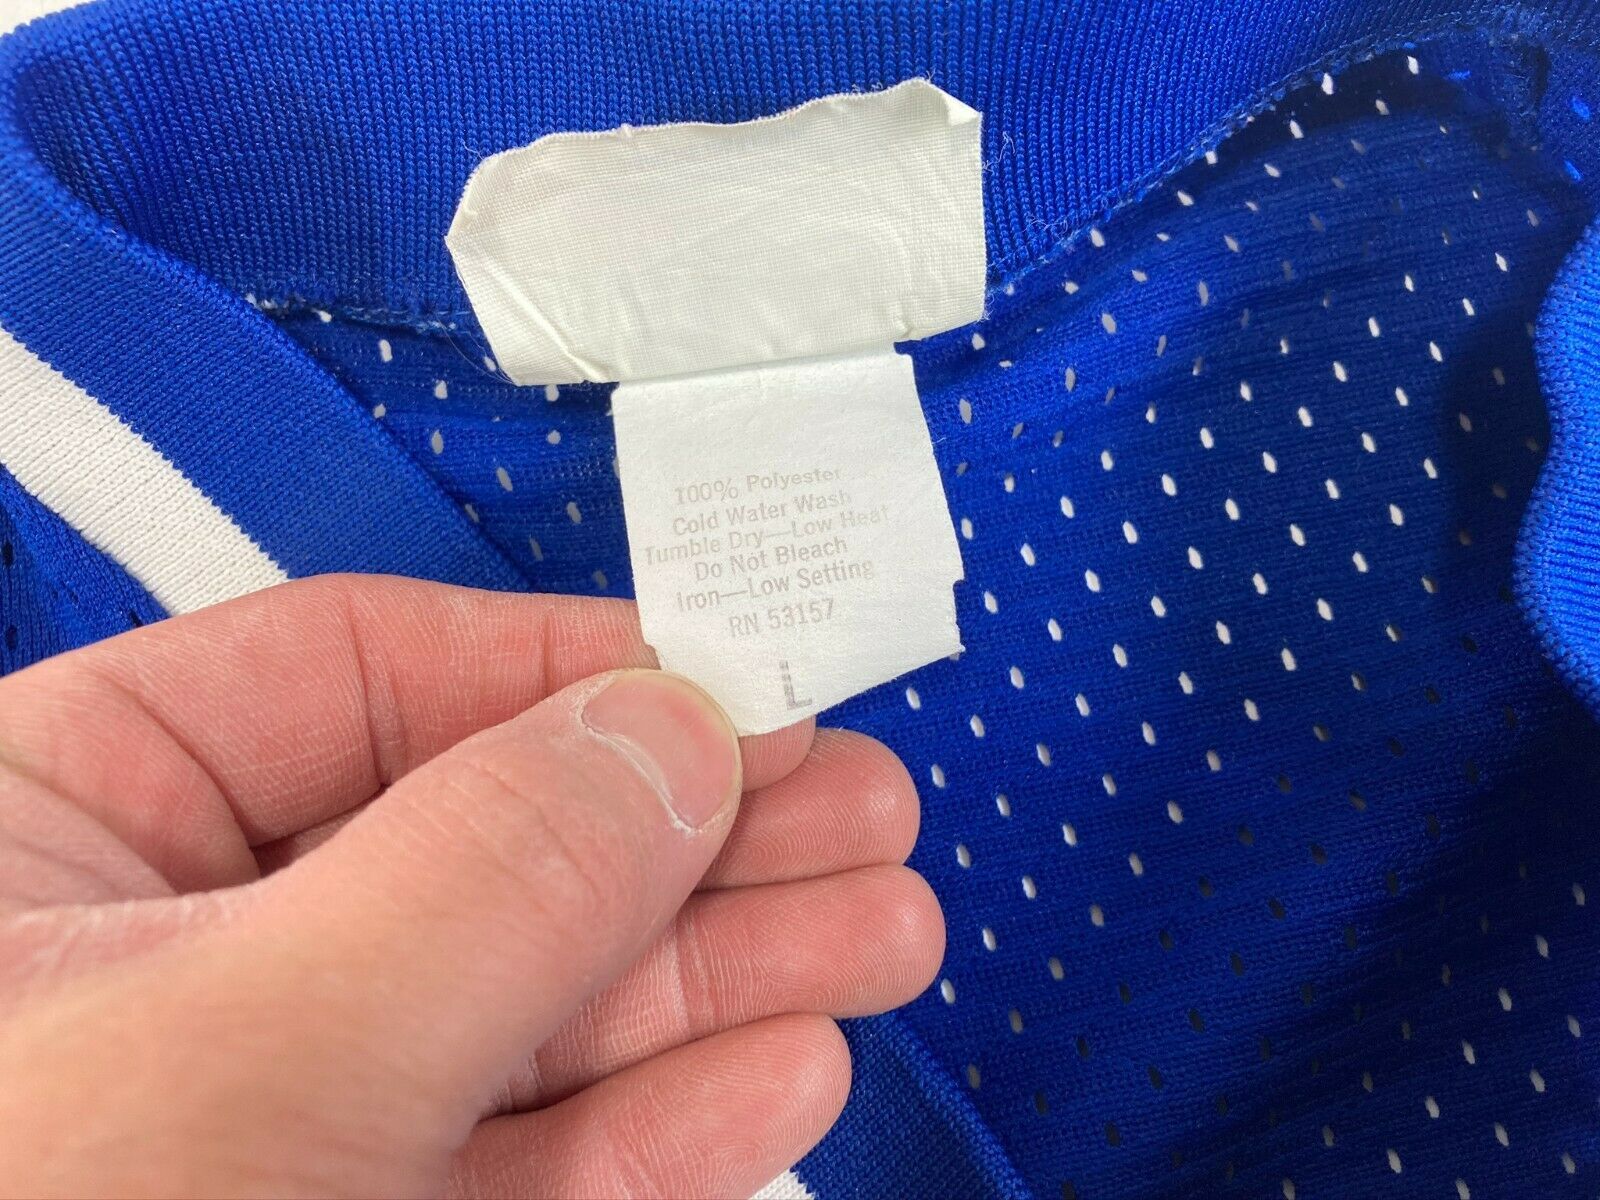 100% Polyester
Cold Water Wash
Tumble Dry—Low Heat
Do Not Bleach
Iron—Low Setting
RN 53157
L